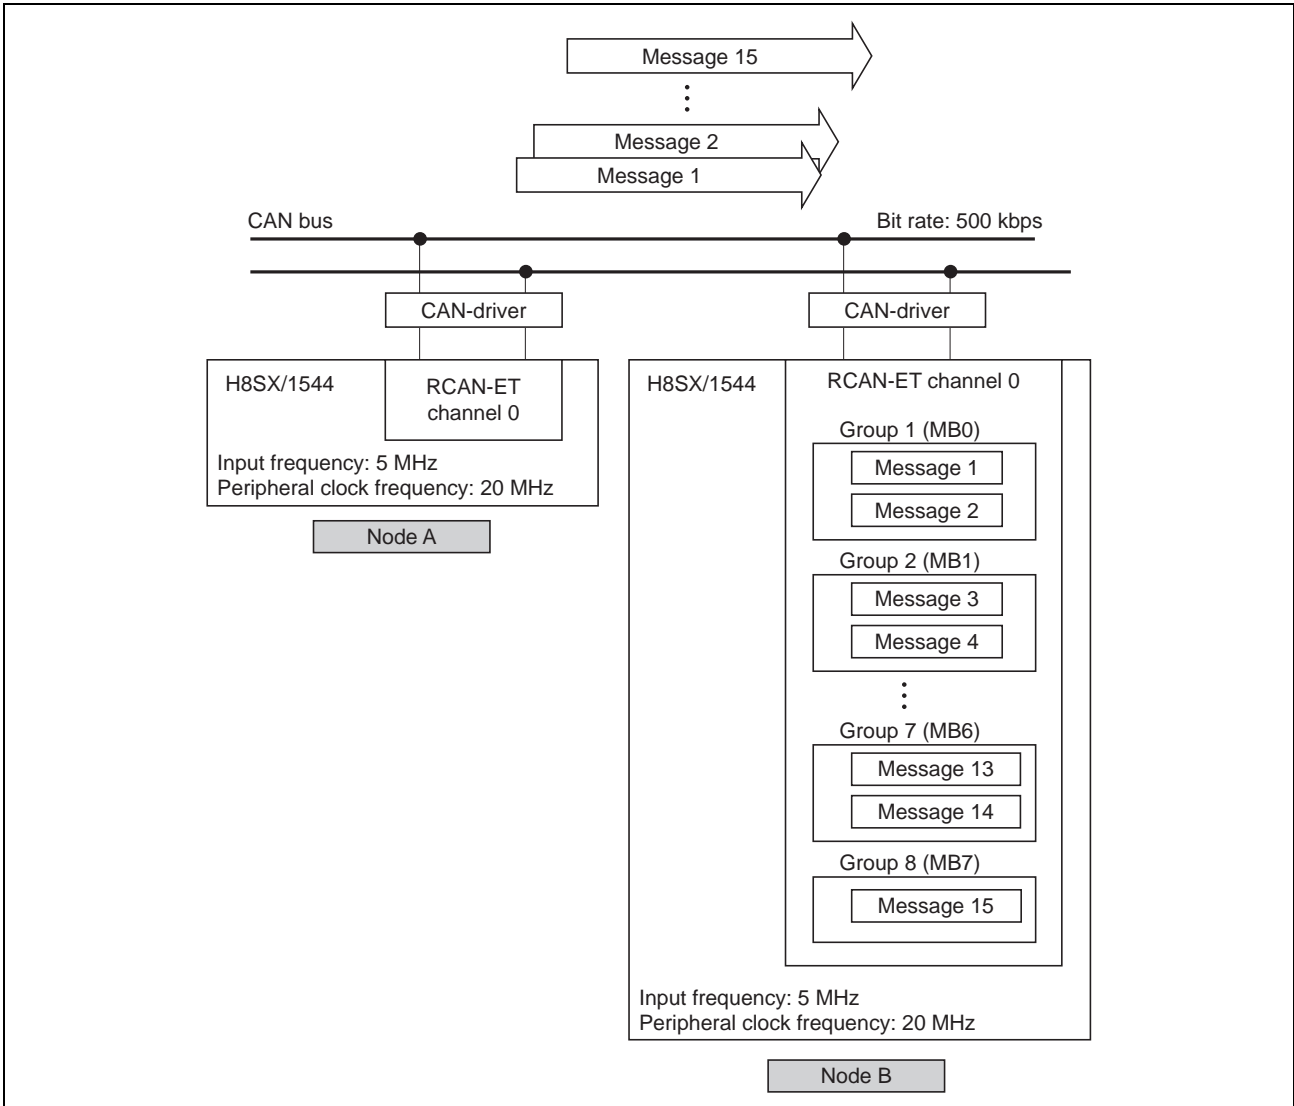 Message 15
Message 2
Message 1
CAN bus
Bit rate: 500 kbps
CAN-driver
CAN-driver
H8SX/1544
RCAN-ET
channel 0
Input frequency: 5 MHz
Peripheral clock frequency: 20 MHz
Node A
H8SX/1544
RCAN-ET channel 0
Group 1 (MB0)
Message 1
Message 2
Group 2 (MB1)
Message 3
Message 4
Group 7 (MB6)
Message 13
Message 14
Group 8 (MB7)
Message 15
Input frequency: 5 MHz
Peripheral clock frequency: 20 MHz
Node B